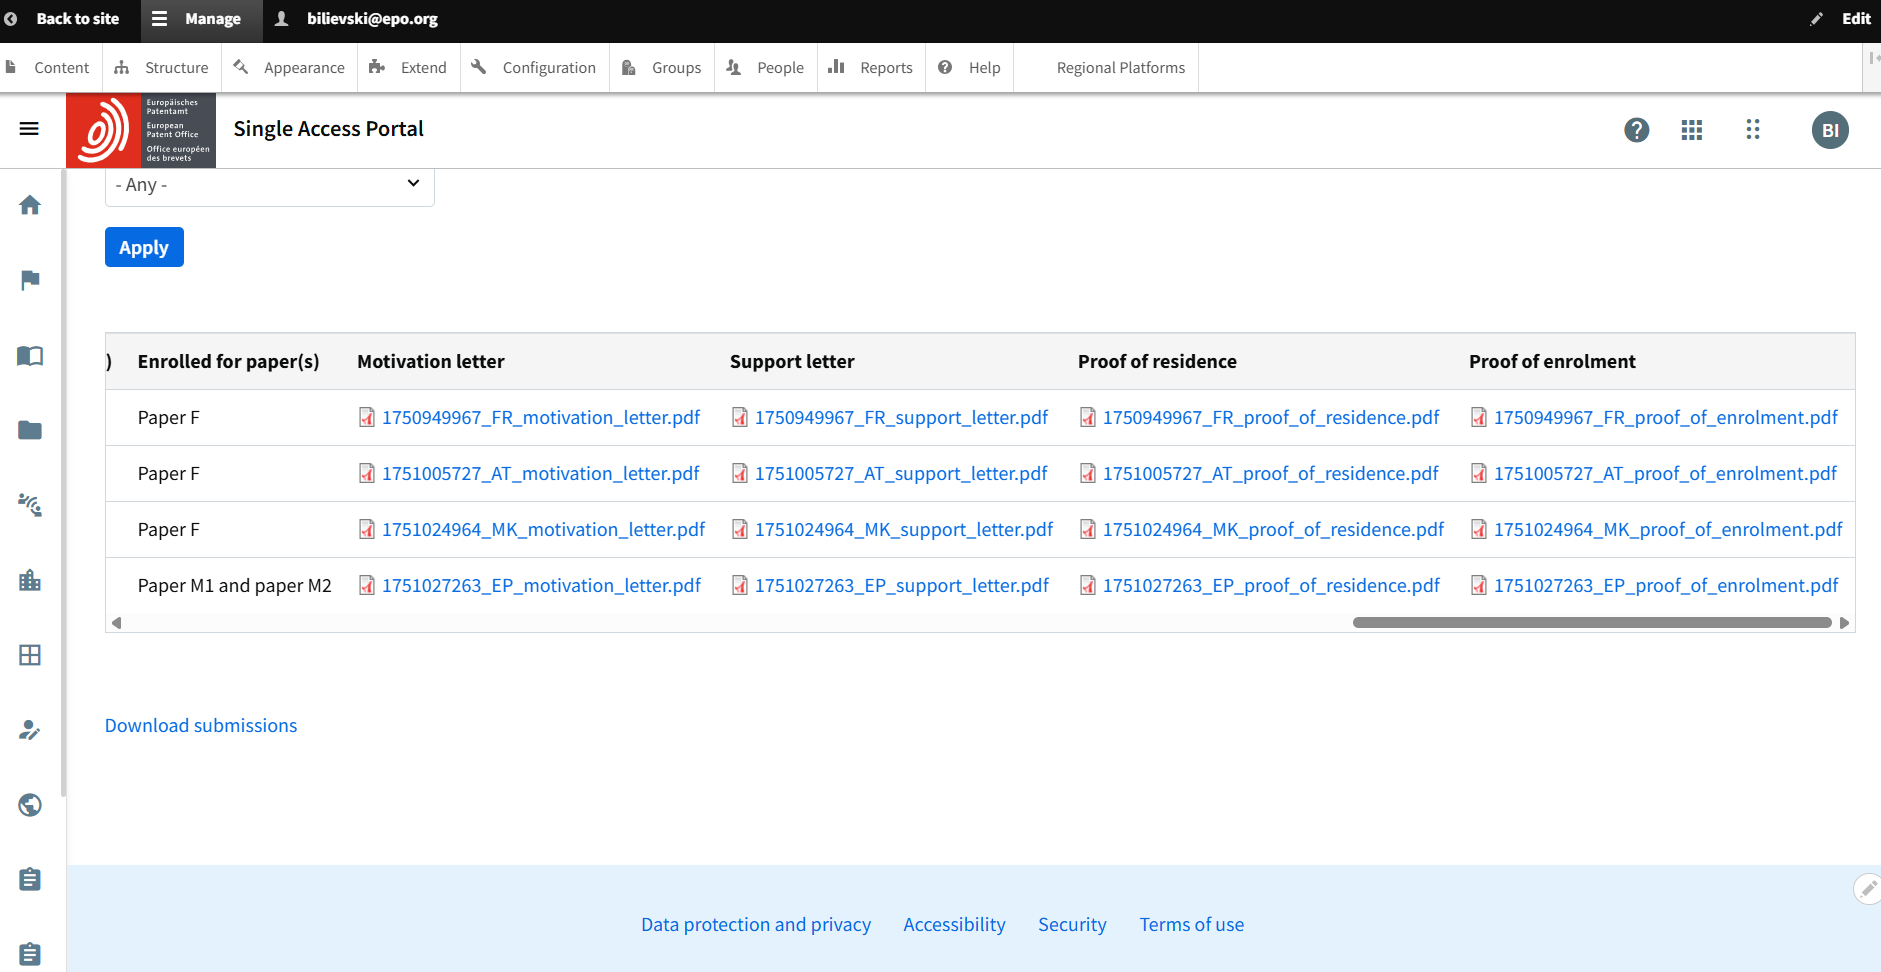 Back to site Manage bilievski@epo.org Edit
Content Structure Appearance Extend Configuration Groups People Reports Help Regional Platforms
Europäisches
Patentamt
European
Patent Office
Office européen
des brevets
Single Access Portal
BI
- Any -
Apply
) Enrolled for paper(s) Motivation letter Support letter Proof of residence Proof of enrolment
Paper F 1750949967_FR_motivation_letter.pdf 1750949967_FR_support_letter.pdf 1750949967_FR_proof_of_residence.pdf 1750949967_FR_proof_of_enrolment.pdf
Paper F 1751005727_AT_motivation_letter.pdf 1751005727_AT_support_letter.pdf 1751005727_AT_proof_of_residence.pdf 1751005727_AT_proof_of_enrolment.pdf
Paper F 1751024964_MK_motivation_letter.pdf 1751024964_MK_support_letter.pdf 1751024964_MK_proof_of_residence.pdf 1751024964_MK_proof_of_enrolment.pdf
Paper M1 and paper M2 1751027263_EP_motivation_letter.pdf 1751027263_EP_support_letter.pdf 1751027263_EP_proof_of_residence.pdf 1751027263_EP_proof_of_enrolment.pdf
Download submissions
Data protection and privacy Accessibility Security Terms of use